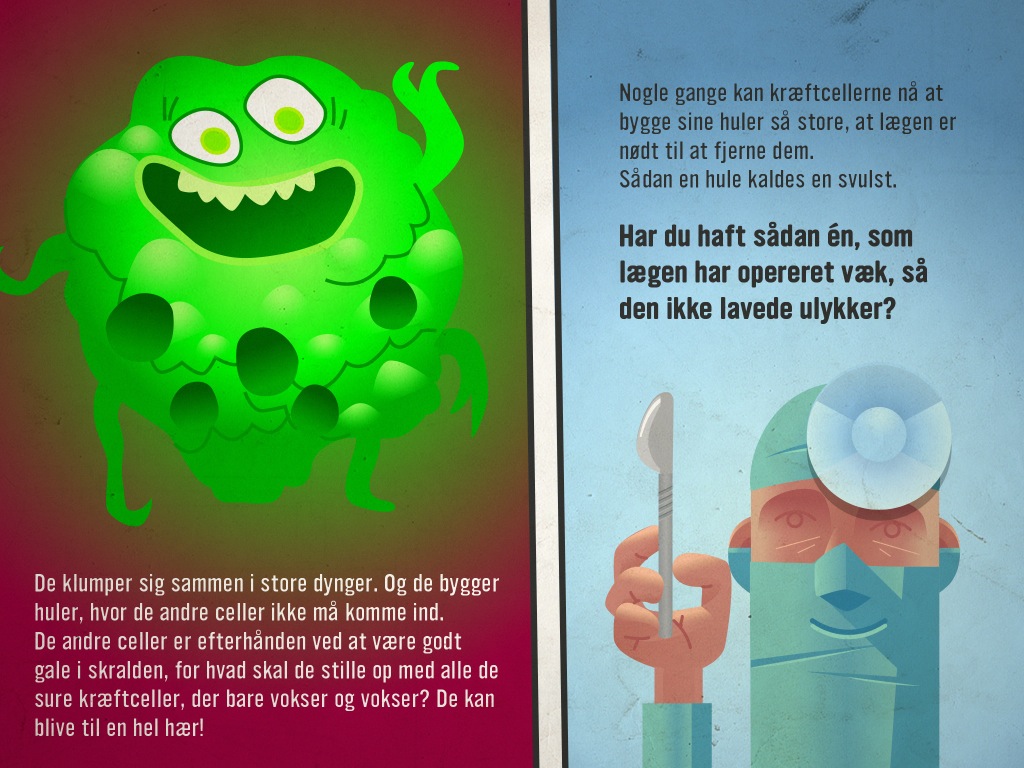 De klumper sig sammen i store dynger. Og de bygger
huler, hvor de andre celler ikke må komme ind.
De andre celler er efterhånden ved at være godt
gale i skralden, for hvad skal de stille op med alle de
sure kræftceller, der bare vokser og vokser? De kan
blive til en hel hær!
Nogle gange kan kræftcellerne nå at
bygge sine huler så store, at lægen er
nødt til at fjerne dem.
Sådan en hule kaldes en svulst.
Har du haft sådan én, som
lægen har opereret væk, så
den ikke lavede ulykker?